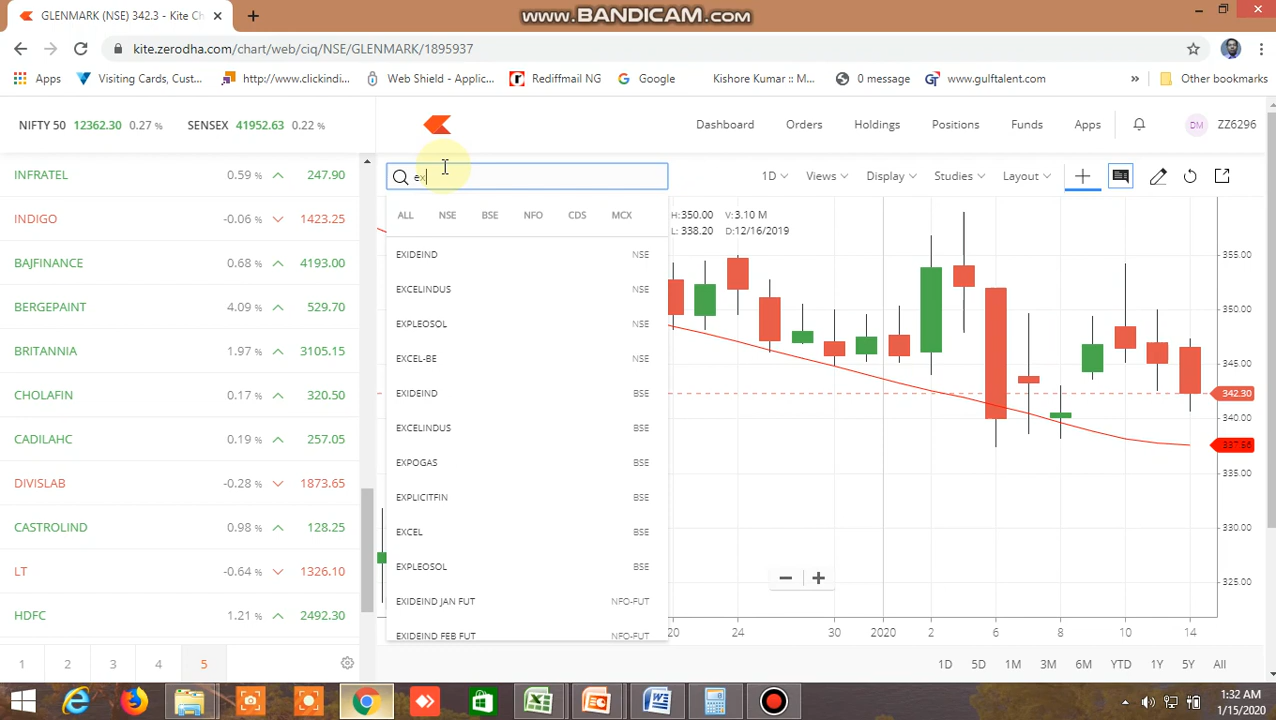 www.BANDICAM.com
GLENMARK (NSE) 342.3 - Kite Ch
kite.zerodha.com/chart/web/ciq/NSE/GLENMARK/1895937
Apps Visiting Cards, Cust... http://www.clickindi... Web Shield - Applic... Rediffmail NG Google Kishore Kumar :: M... 0 message www.gulftalent.com » Other bookmarks
NIFTY 50 12362.30 0.27 % SENSEX 41952.63 0.22 %
Dashboard Orders Holdings Positions Funds Apps DM ZZ6296
INFRATEL 0.59 % 247.90
INDIGO -0.06 % 1423.25
BAJFINANCE 0.68 % 4193.00
BERGEPAINT 4.09 % 529.70
BRITANNIA 1.97 % 3105.15
CHOLAFIN 0.17 % 320.50
CADILAHC 0.19 % 257.05
DIVISLAB -0.28 % 1873.65
CASTROLIND 0.98 % 128.25
LT -0.64 % 1326.10
HDFC 1.21 % 2492.30
1 2 3 4 5
ex
1D Views Display Studies Layout
ALL NSE BSE NFO CDS MCX
EXIDEIND NSE
EXCELINDUS NSE
EXPLEOSOL NSE
EXCEL-BE NSE
EXIDEIND BSE
EXCELINDUS BSE
EXPOGAS BSE
EXPLICITFIN BSE
EXCEL BSE
EXPLEOSOL BSE
EXIDEIND JAN FUT NFO-FUT
EXIDEIND FEB FUT NFO-FUT
H:350.00 V:3.10 M
L: 338.20 D:12/16/2019
355.00
350.00
345.00
342.30
340.00
337.56
335.00
330.00
325.00
20 24 30 2020 2 6 8 10 14
1D 5D 1M 3M 6M YTD 1Y 5Y All
1:32 AM
1/15/2020